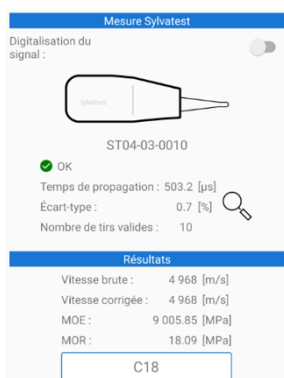 Mesure Sylvatest
Digitalisation du
signal :
Sylvatest
ST04-03-0010
OK
Temps de propagation : 503.2 [µs]
Écart-type : 0.7 [%]
Nombre de tirs valides : 10
Résultats
Vitesse brute : 4 968 [m/s]
Vitesse corrigée : 4 968 [m/s]
MOE : 9 005.85 [MPa]
MOR : 18.09 [MPa]
C18